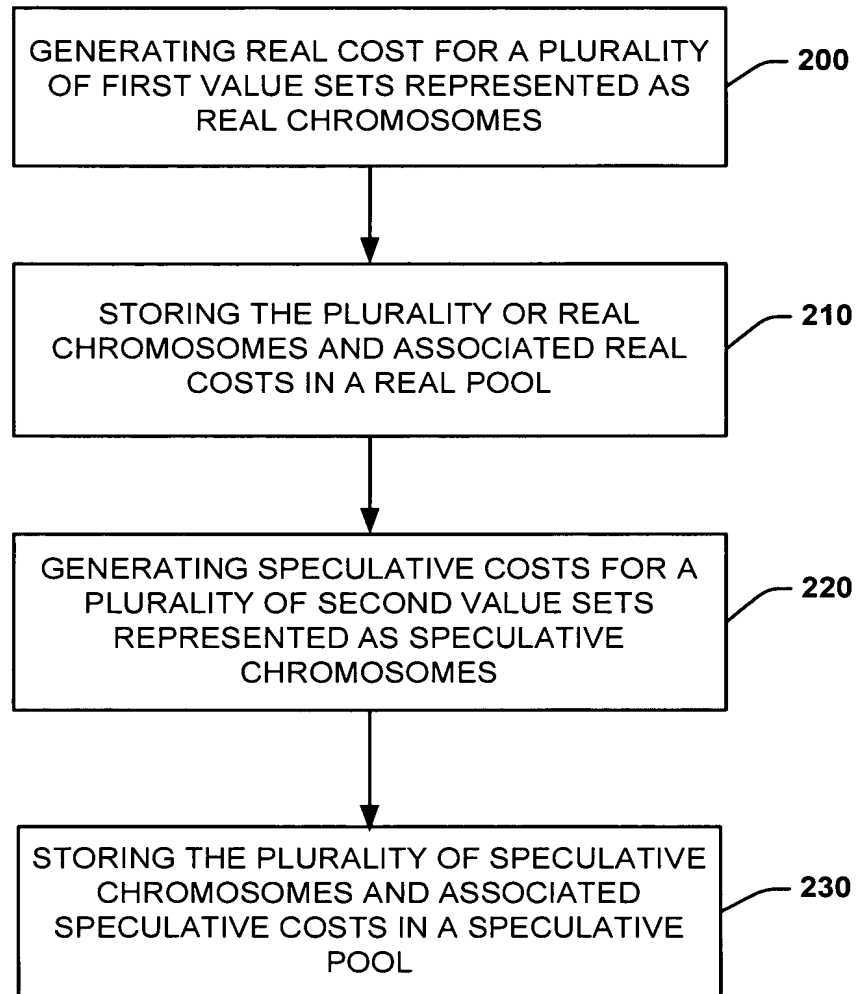 GENERATING REAL COST FOR A PLURALITY
OF FIRST VALUE SETS REPRESENTED AS
REAL CHROMOSOMES
200
STORING THE PLURALITY OR REAL
CHROMOSOMES AND ASSOCIATED REAL
COSTS IN A REAL POOL
210
GENERATING SPECULATIVE COSTS FOR A
PLURALITY OF SECOND VALUE SETS
REPRESENTED AS SPECULATIVE
CHROMOSOMES
220
STORING THE PLURALITY OF SPECULATIVE
CHROMOSOMES AND ASSOCIATED
SPECULATIVE COSTS IN A SPECULATIVE
POOL
230